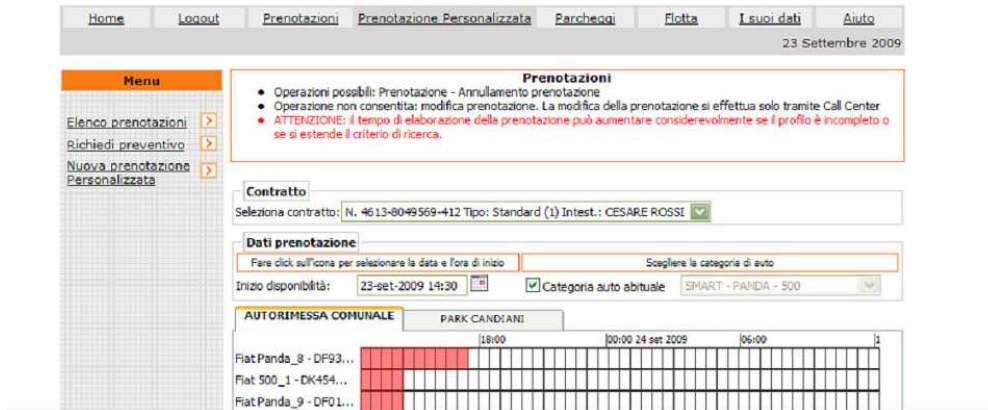 Home Logout Prenotazioni Prenotazione Personalizzata Parcheggi Flotta I suoi dati Aiuto
23 Settembre 2009
Menu
Elenco prenotazioni
Richiedi preventivo
Nuova prenotazione
Personalizzata
Prenotazioni
Operazioni possibili: Prenotazione - Annullamento prenotazione
Operazione non consentita: modifica prenotazione. La modifica della prenotazione si effettua solo tramite Call Center
ATTENZIONE: il tempo di elaborazione della prenotazione può aumentare considerevolmente se il profilo è incompleto o
se si estende il criterio di ricerca.
Contratto
Seleziona contratto: N. 4613-8049569-412 Tipo: Standard (1) Intest.: CESARE ROSSI
Dati prenotazione
Fare click sull'icona per selezionare la data e l'ora di inizio Scegliere la categoria di auto
Inizio disponibilità: 23-set-2009 14:30 Categoria auto abituale SMART - PANDA - 500
AUTORIMESSA COMUNALE PARK CANDIANI
18:00 00:00 24 set 2009 06:00 1
Fiat Panda_8 - DF93...
Fiat 500_1 - DK454...
Fiat Panda_9 - DF01...